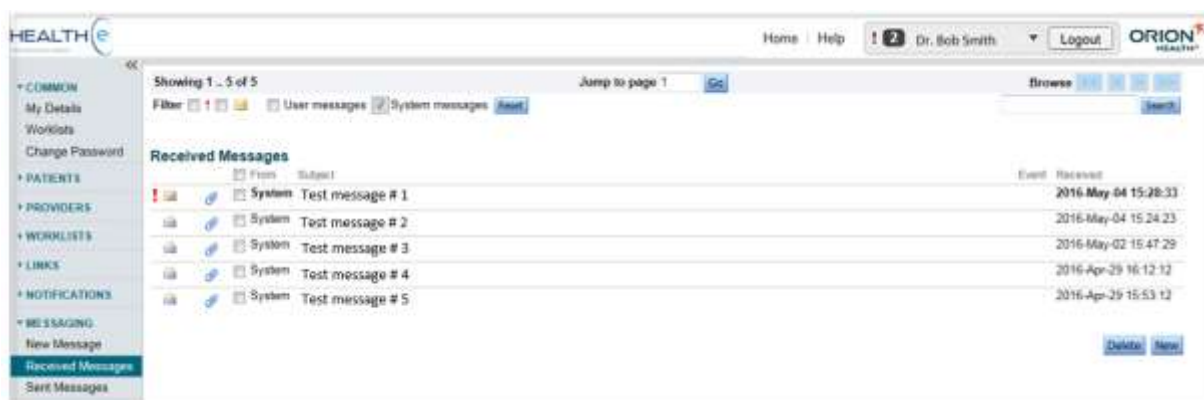 HEALTH e
Home | Help ! 2 Dr. Bob Smith Logout ORION HEALTH
COMMON
My Details
Worklists
Change Password
PATIENTS
PROVIDERS
WORKLISTS
LINKS
NOTIFICATIONS
MESSAGING
New Message
Received Messages
Sent Messages
Showing 1 .. 5 of 5 Jump to page 1 Go Browse
Filter ! User messages System messages Reset Search
Received Messages
From Subject Event Received
! System Test message # 1 2016-May-04 15:28:33
System Test message # 2 2016-May-04 15:24:23
System Test message # 3 2016-May-02 15:47:29
System Test message # 4 2016-Apr-29 16:12:12
System Test message # 5 2016-Apr-29 15:53:12
Delete New